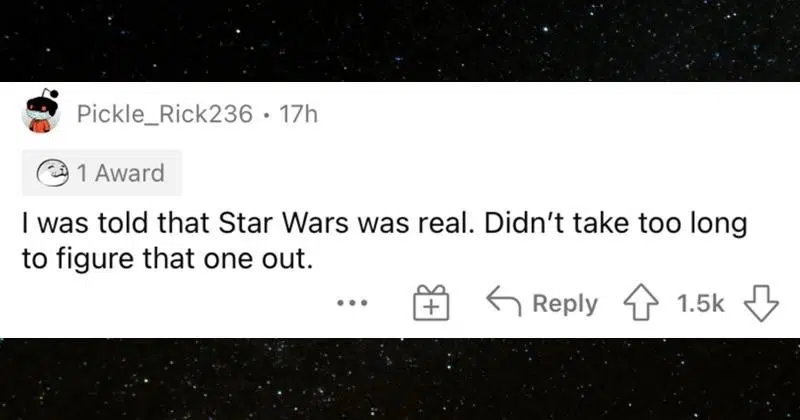 Pickle_Rick236 • 17h
1 Award
I was told that Star Wars was real. Didn’t take too long
to figure that one out.
... Reply 1.5k